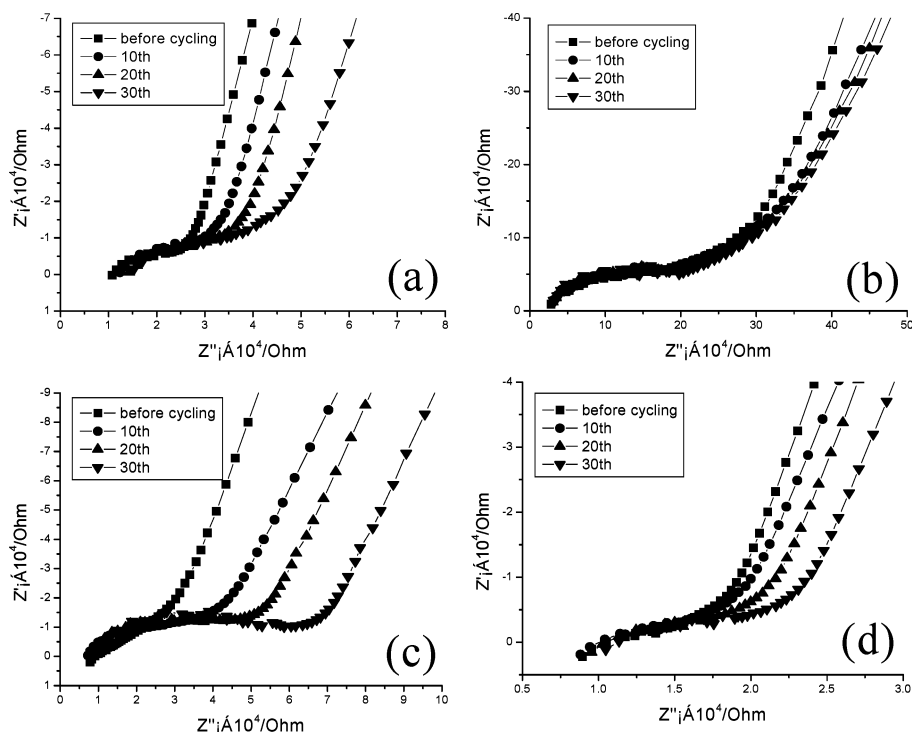 -7
-6
-5
-4
-3
-2
-1
0
1
Z'¡Á10⁴/Ohm
before cycling
10th
20th
30th
(a)
0 1 2 3 4 5 6 7 8
Z''¡Á10⁴/Ohm
-40
-30
-20
-10
0
Z'¡Á10⁴/Ohm
before cycling
10th
20th
30th
(b)
0 10 20 30 40 50
Z''¡Á10⁴/Ohm
-9
-8
-7
-6
-5
-4
-3
-2
-1
0
1
Z'¡Á10⁴/Ohm
before cycling
10th
20th
30th
(c)
0 1 2 3 4 5 6 7 8 9 10
Z''¡Á10⁴/Ohm
-4
-3
-2
-1
0
Z'¡Á10⁴/Ohm
before cycling
10th
20th
30th
(d)
0.5 1.0 1.5 2.0 2.5 3.0
Z''¡Á10⁴/Ohm